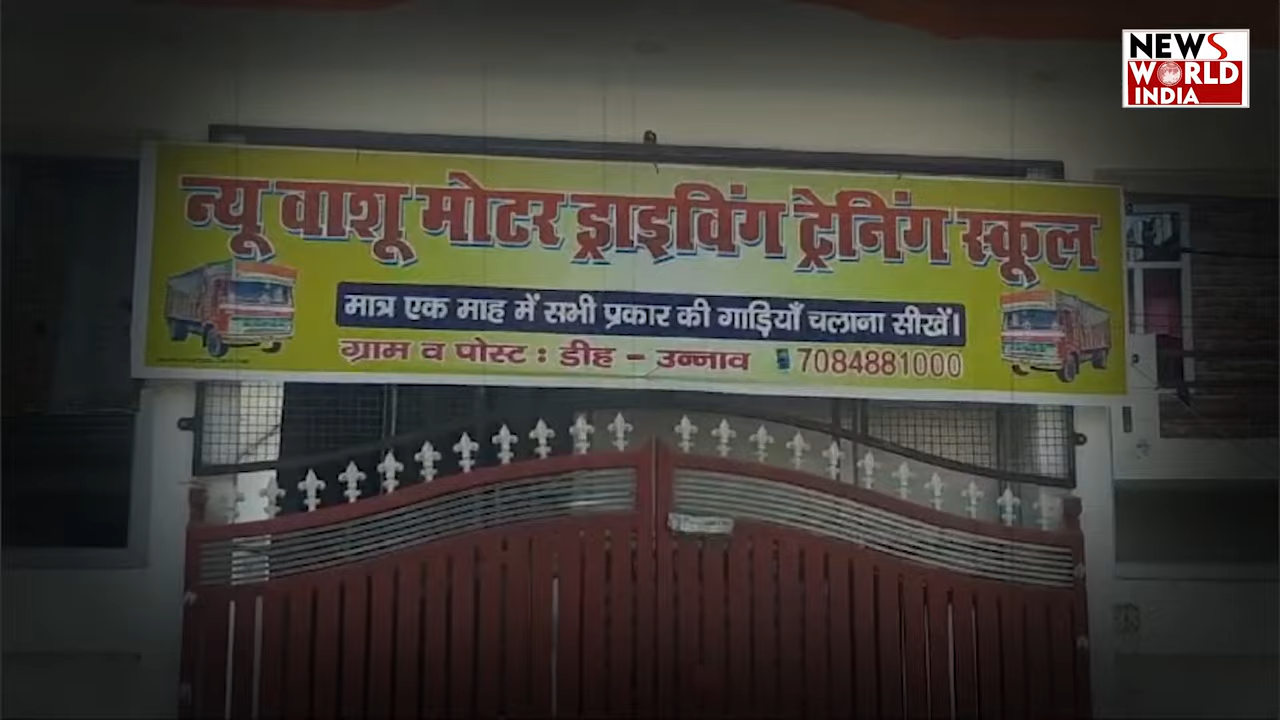 NEWS
WORLD
INDIA
न्यू वाशू मोटर ड्राइविंग ट्रेनिंग स्कूल
मात्र एक माह में सभी प्रकार की गाड़ियाँ चलाना सीखें।
ग्राम व पोस्ट : डीह - उन्नाव 7084881000